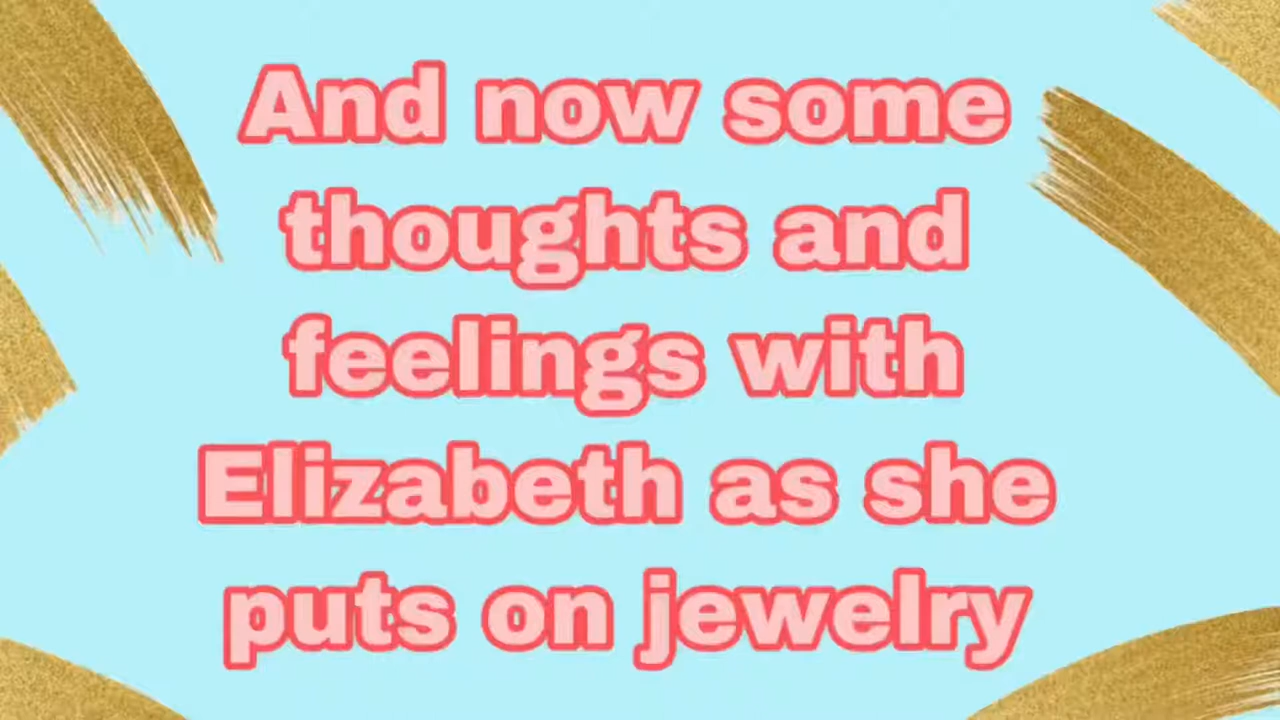 And now some
thoughts and
feelings with
Elizabeth as she
puts on jewelry